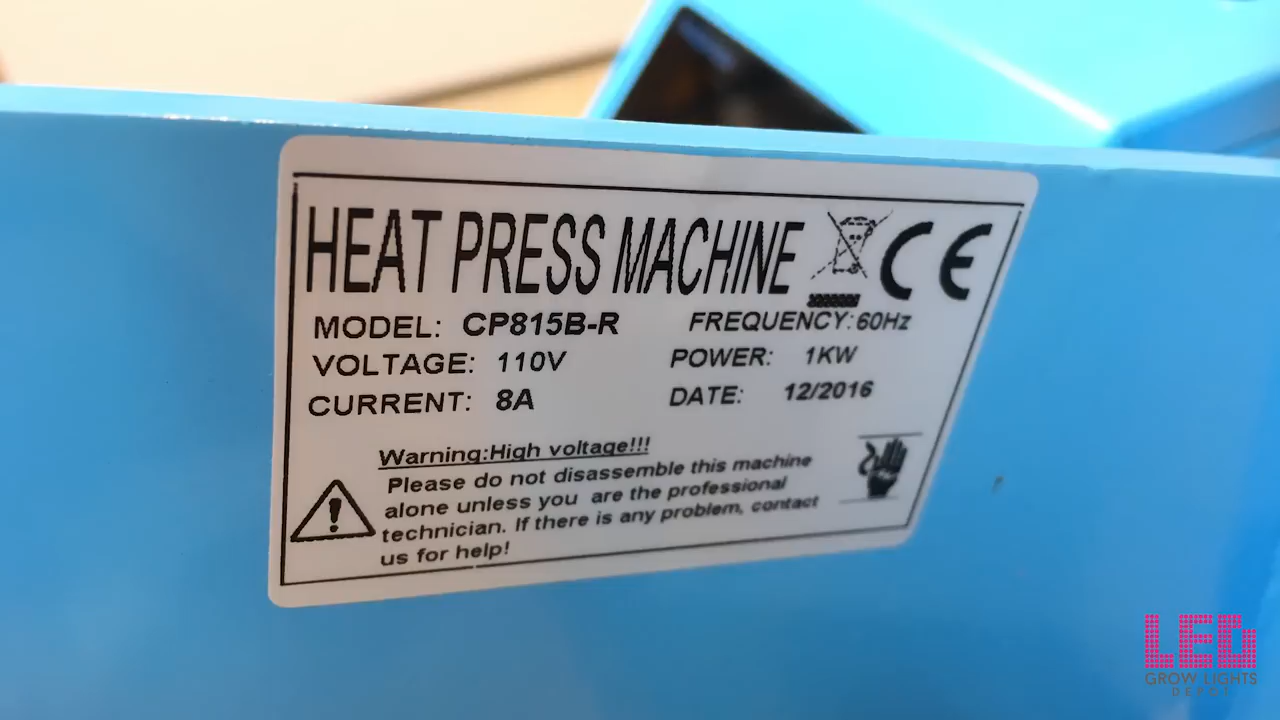 HEAT PRESS MACHINE CE
MODEL: CP815B-R FREQUENCY: 60Hz
VOLTAGE: 110V POWER: 1KW
CURRENT: 8A DATE: 12/2016
Warning:High voltage!!!
Please do not disassemble this machine
alone unless you are the professional
technician. If there is any problem, contact
us for help!
LED
GROW LIGHTS
DEPOT